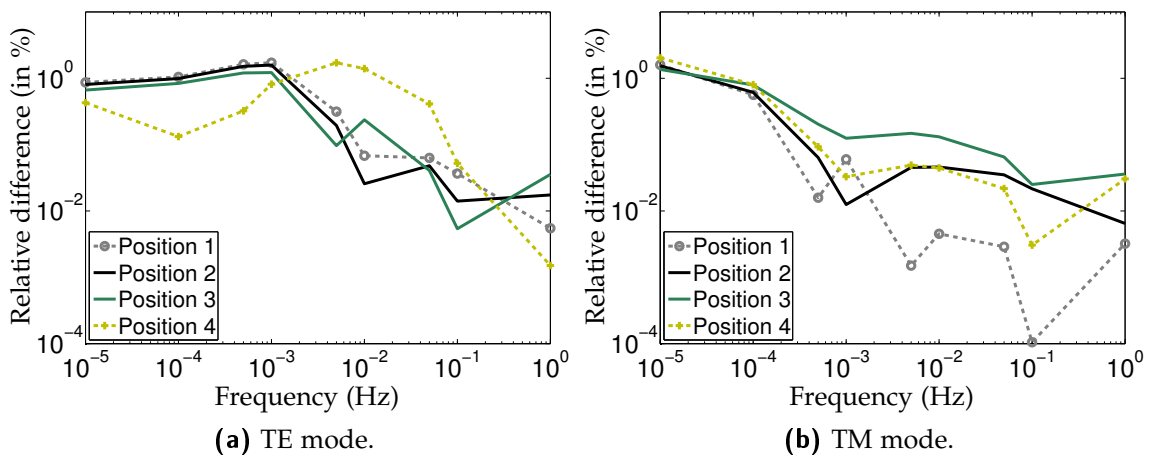 Relative difference (in %)
10^0
10^-2
10^-4
Position 1
Position 2
Position 3
Position 4
10^-5 10^-4 10^-3 10^-2 10^-1 10^0
Frequency (Hz)
(a) TE mode.
Relative difference (in %)
10^0
10^-2
10^-4
Position 1
Position 2
Position 3
Position 4
10^-5 10^-4 10^-3 10^-2 10^-1 10^0
Frequency (Hz)
(b) TM mode.